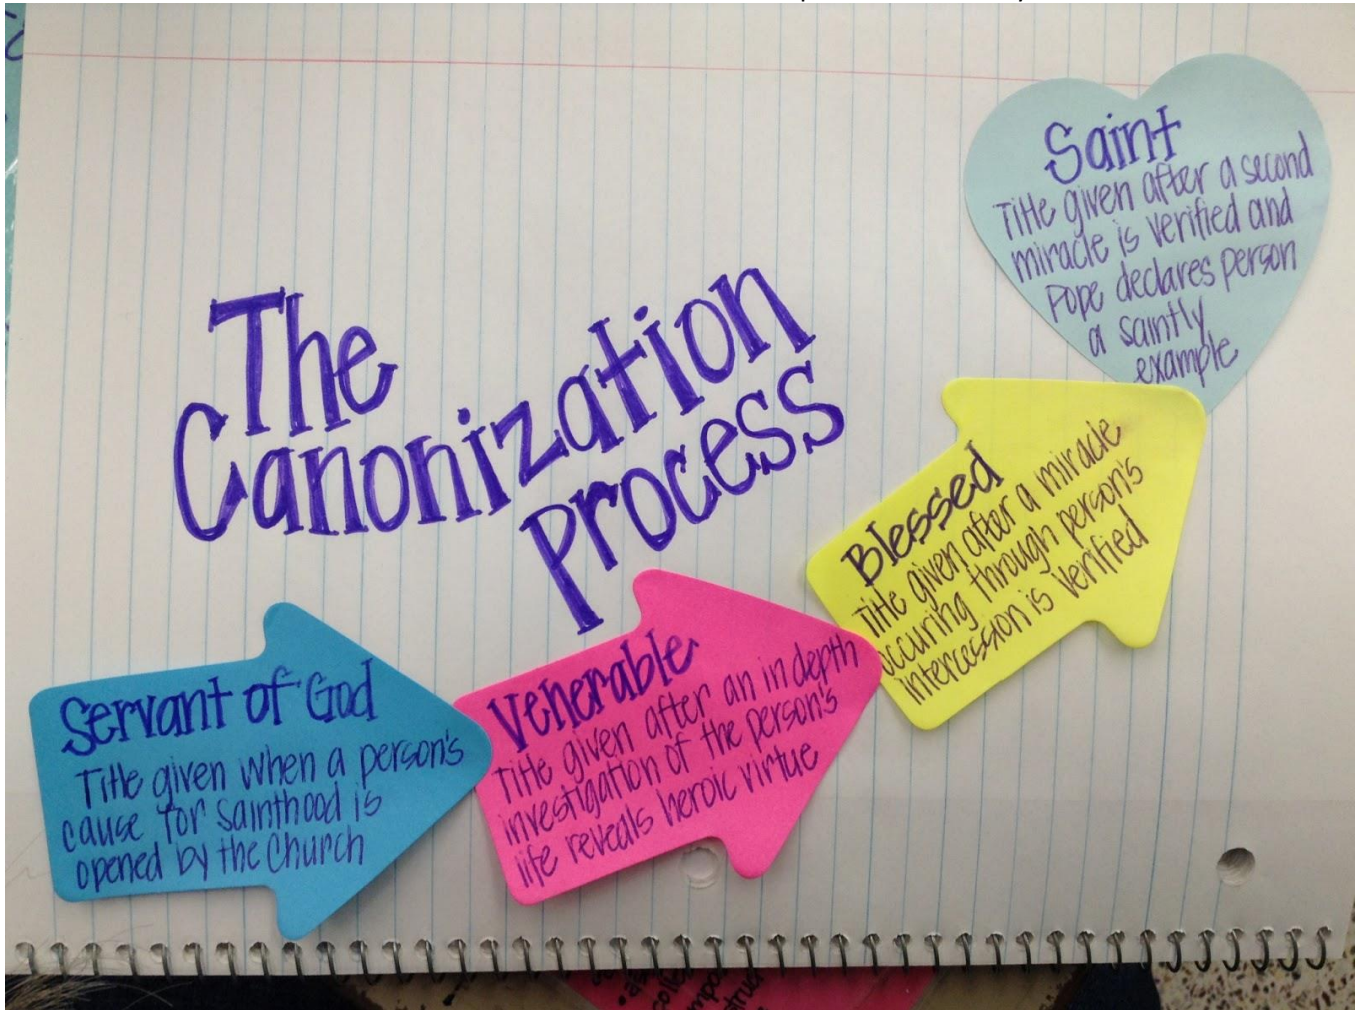 The
Canonization
Process
Servant of God
Title given when a person's
cause for sainthood is
opened by the Church
Venerable
Title given after an in depth
investigation of the person's
life reveals heroic virtue
Blessed
Title given after a miracle
occuring through person's
intercession is verified
Saint
Title given after a second
miracle is verified and
Pope declares person
a saintly
example